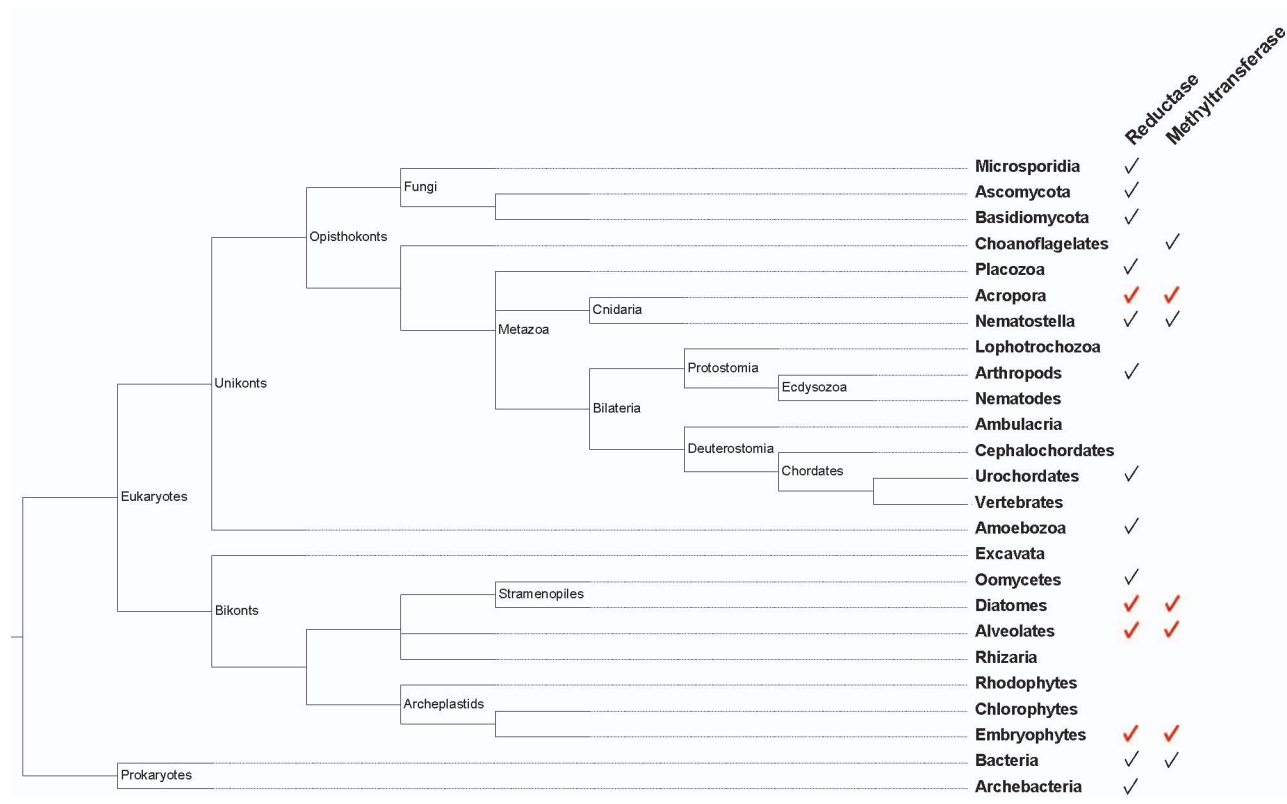 Reductase
Methyltransferase
Microsporidia
Fungi
Ascomycota
Basidiomycota
Opisthokonts
Choanoflagelates
Placozoa
Acropora
Cnidaria
Nematostella
Metazoa
Lophotrochozoa
Protostomia
Arthropods
Ecdysozoa
Unikonts
Nematodes
Bilateria
Ambulacria
Deuterostomia
Cephalochordates
Chordates
Urochordates
Eukaryotes
Vertebrates
Amoebozoa
Excavata
Oomycetes
Stramenopiles
Bikonts
Diatomes
Alveolates
Rhizaria
Rhodophytes
Archeplastids
Chlorophytes
Embryophytes
Bacteria
Prokaryotes
Archebacteria